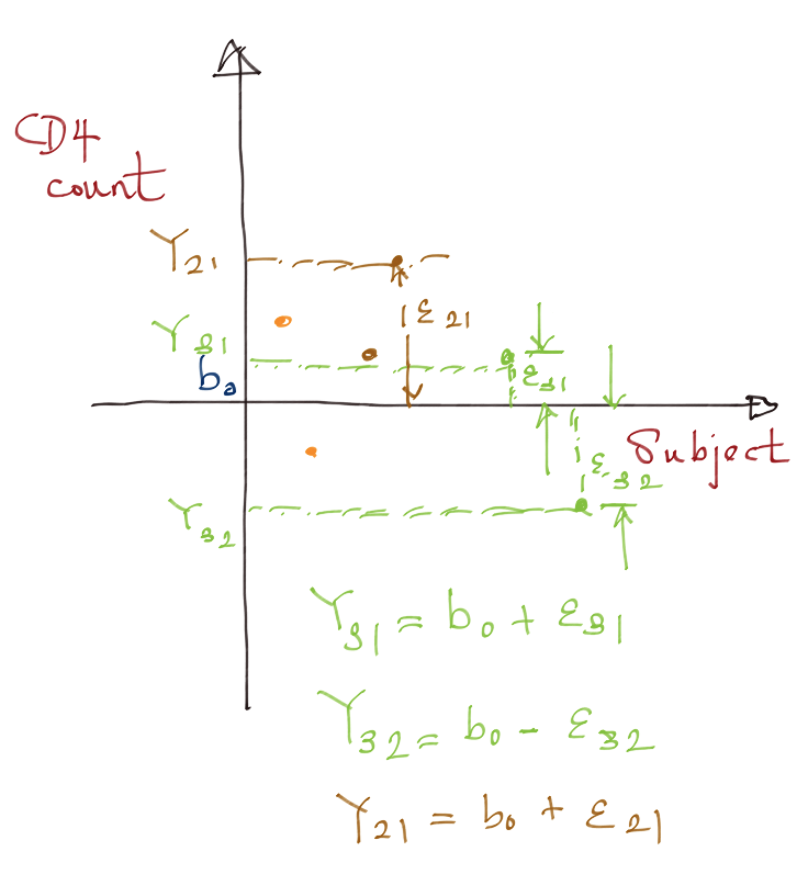 CD4
count
Y21
ε21
Y31
b0
ε31
Subject
ε32
Y32
Y31 = b0 + ε31
Y32 = b0 - ε32
Y21 = b0 + ε21